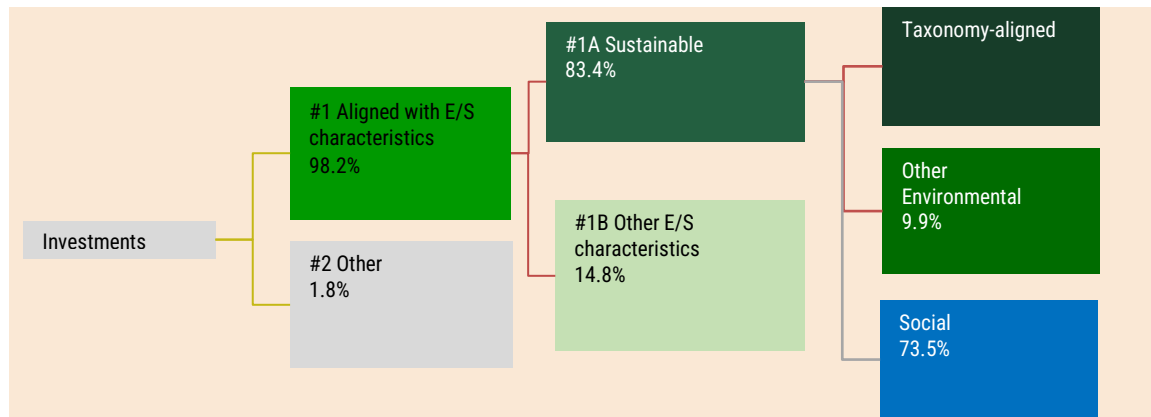 Investments
#1 Aligned with E/S
characteristics
98.2%
#2 Other
1.8%
#1A Sustainable
83.4%
#1B Other E/S
characteristics
14.8%
Taxonomy-aligned
Other
Environmental
9.9%
Social
73.5%